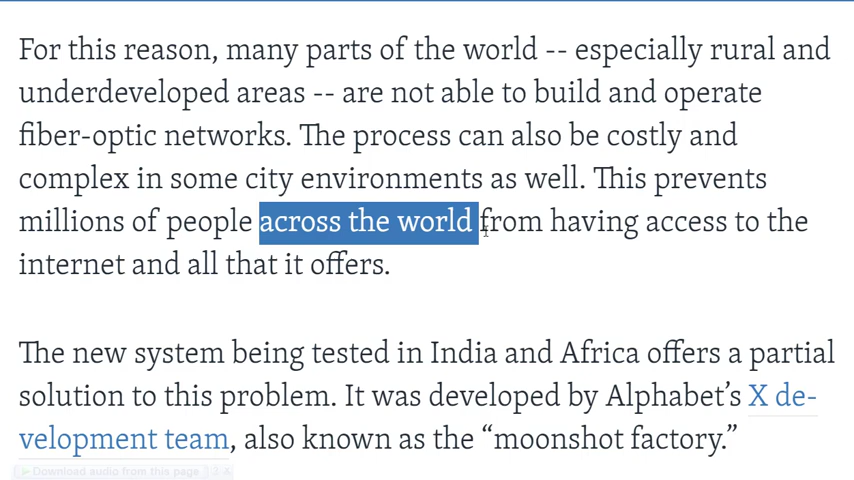 For this reason, many parts of the world -- especially rural and
underdeveloped areas -- are not able to build and operate
fiber-optic networks. The process can also be costly and
complex in some city environments as well. This prevents
millions of people across the world from having access to the
internet and all that it offers.
The new system being tested in India and Africa offers a partial
solution to this problem. It was developed by Alphabet’s X de-
velopment team, also known as the “moonshot factory.”
Download audio from this page